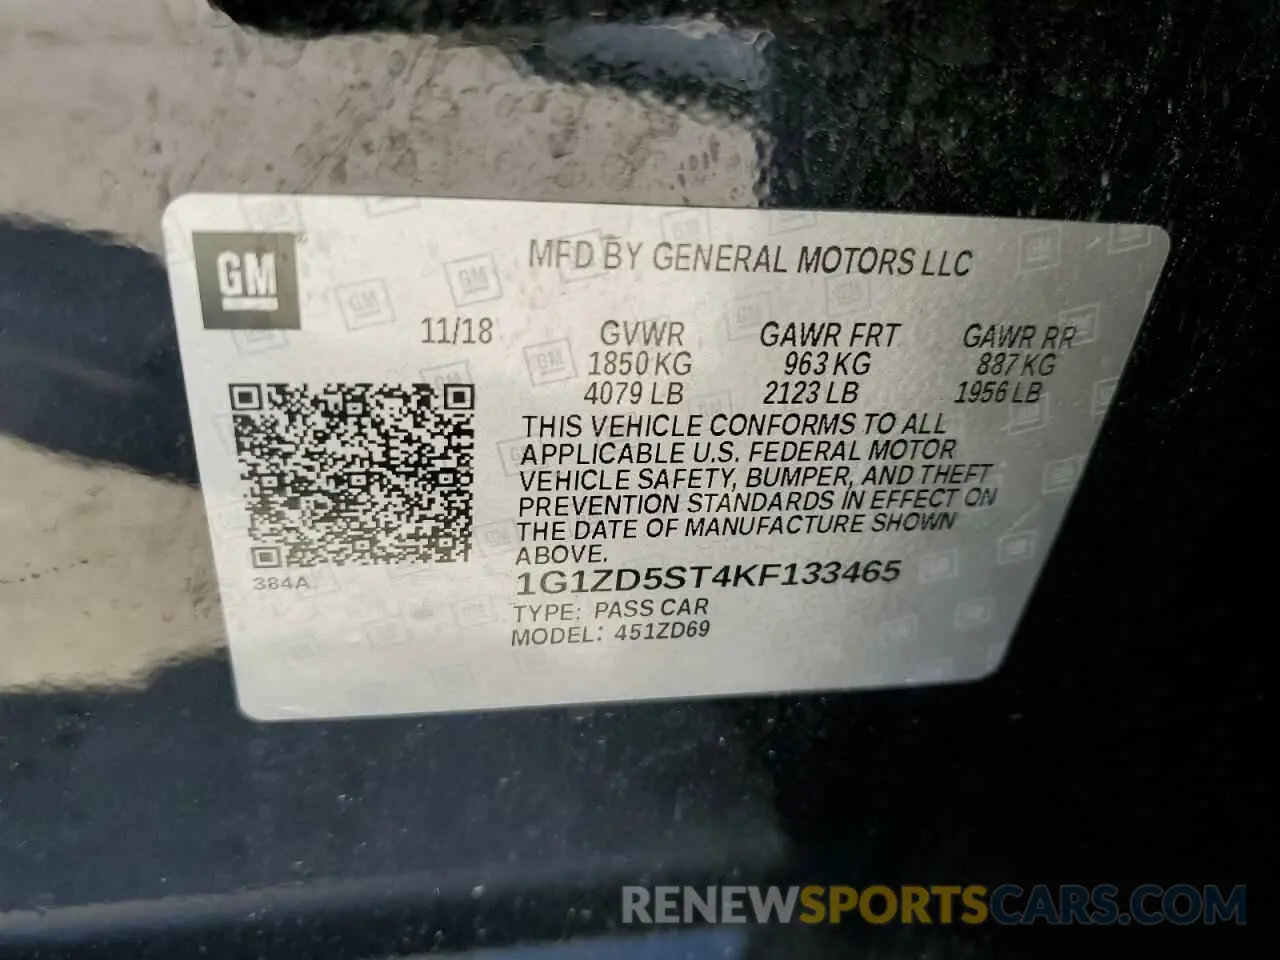 GM
MFD BY GENERAL MOTORS LLC
11/18 GVWR GAWR FRT GAWR RR
1850 KG 963 KG 887 KG
4079 LB 2123 LB 1956 LB
THIS VEHICLE CONFORMS TO ALL
APPLICABLE U.S. FEDERAL MOTOR
VEHICLE SAFETY, BUMPER, AND THEFT
PREVENTION STANDARDS IN EFFECT ON
THE DATE OF MANUFACTURE SHOWN
ABOVE.
384A
1G1ZD5ST4KF133465
TYPE: PASS CAR
MODEL: 451ZD69
RENEWSPORTSCARS.COM